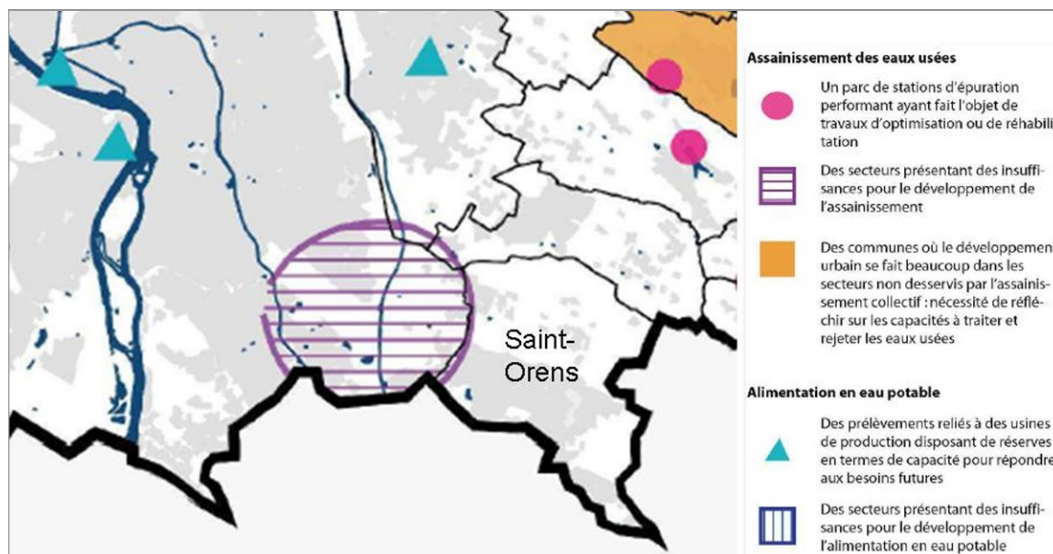 Saint-
Orens
Assainissement des eaux usées
Un parc de stations d'épuration
performant ayant fait l'objet de
travaux d'optimisation ou de réhabili
tation
Des secteurs présentant des insuffi-
sances pour le développement de
l'assainissement
Des communes où le développemen
urbain se fait beaucoup dans les
secteurs non desservis par l'assainis-
sement collectif : nécessité de réflé-
chir sur les capacités à traiter et
rejeter les eaux usées
Alimentation en eau potable
Des prélèvements reliés à des usines
de production disposant de réserves
en termes de capacité pour répondre
aux besoins futures
Des secteurs présentant des insuffi-
sances pour le développement de
l'alimentation en eau potable